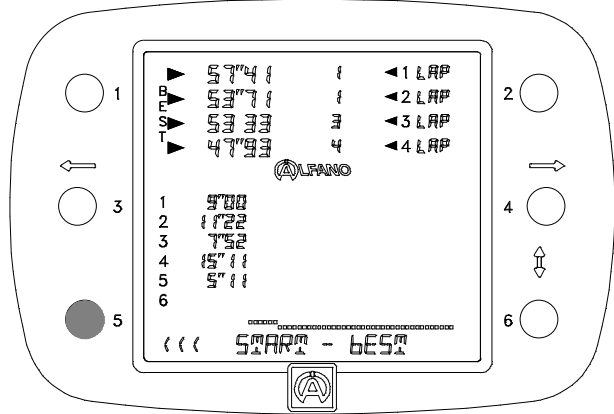 57"41 1 1 LAP
1 BEST 53"71 1 2 LAP 2
53 33 3 3 LAP
47"93 4 4 LAP
ALFANO
3 4
1 9"00
2 11"22
3 7"52
4 15"11
5 5"11
6
5 6
SMART - bEST